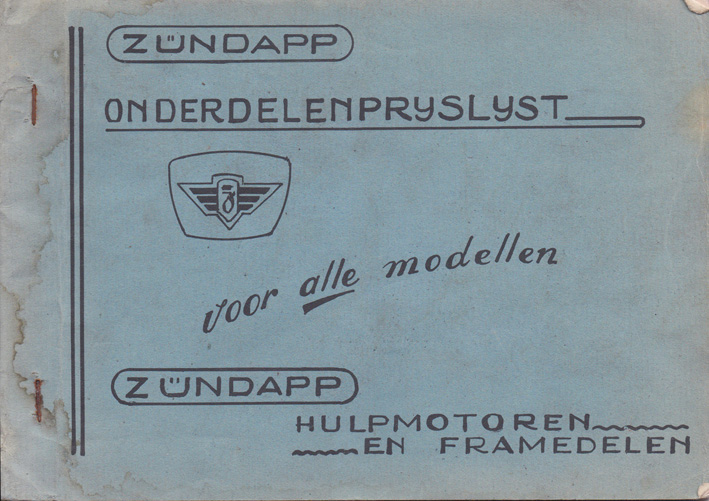 ZÜNDAPP
ONDERDELENPRYSLYST
Z
voor alle modellen
ZÜNDAPP
HULPMOTOREN
EN FRAMEDELEN